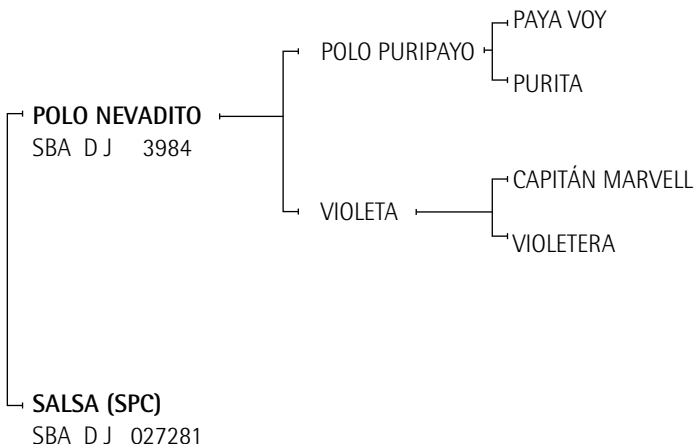 PAYA VOY
POLO PURIPAYO
PURITA
POLO NEVADITO
SBA D J 3984
CAPITÁN MARVELL
VIOLETA
VIOLETERA
SALSA (SPC)
SBA D J 027281